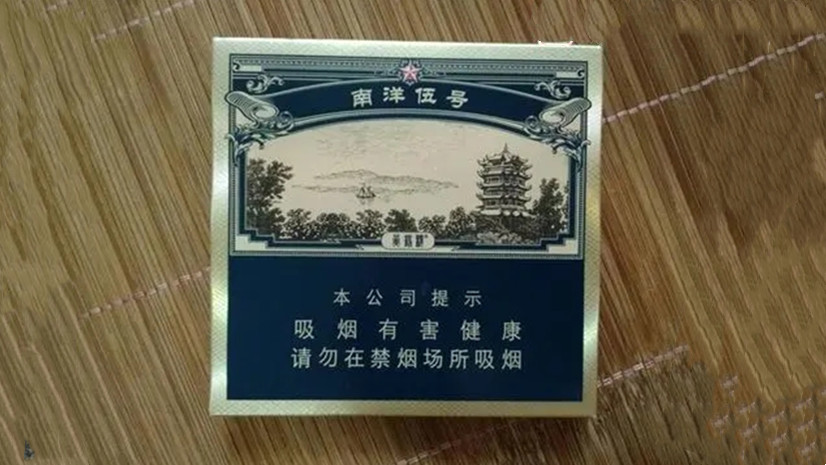 南洋伍号
黄鹤楼
本公司提示
吸烟有害健康
请勿在禁烟场所吸烟